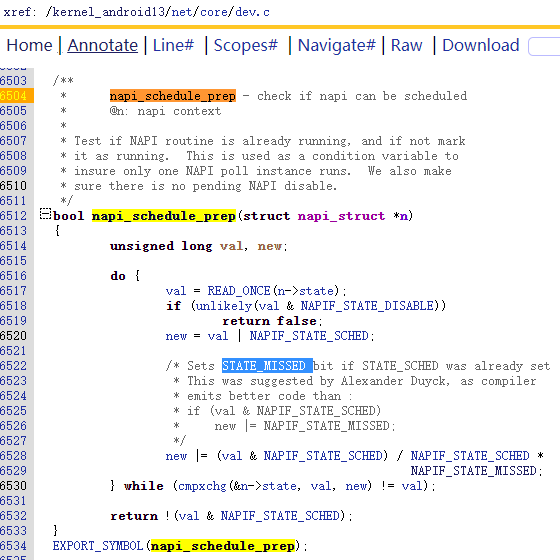 xref: /kernel_android13/net/core/dev.c
Home | Annotate | Line# | Scopes# | Navigate# | Raw | Download
6503 /**
6504 * napi_schedule_prep - check if napi can be scheduled
6505 * @n: napi context
6506 *
6507 * Test if NAPI routine is already running, and if not mark
6508 * it as running. This is used as a condition variable to
6509 * insure only one NAPI poll instance runs. We also make
6510 * sure there is no pending NAPI disable.
6511 */
6512 bool napi_schedule_prep(struct napi_struct *n)
6513 {
6514 unsigned long val, new;
6515
6516 do {
6517 val = READ_ONCE(n->state);
6518 if (unlikely(val & NAPIF_STATE_DISABLE))
6519 return false;
6520 new = val | NAPIF_STATE_SCHED;
6521
6522 /* Sets STATE_MISSED bit if STATE_SCHED was already set
6523 * This was suggested by Alexander Duyck, as compiler
6524 * emits better code than :
6525 * if (val & NAPIF_STATE_SCHED)
6526 * new |= NAPIF_STATE_MISSED;
6527 */
6528 new |= (val & NAPIF_STATE_SCHED) / NAPIF_STATE_SCHED *
6529 NAPIF_STATE_MISSED;
6530 } while (cmpxchg(&n->state, val, new) != val);
6531
6532 return !(val & NAPIF_STATE_SCHED);
6533 }
6534 EXPORT_SYMBOL(napi_schedule_prep);